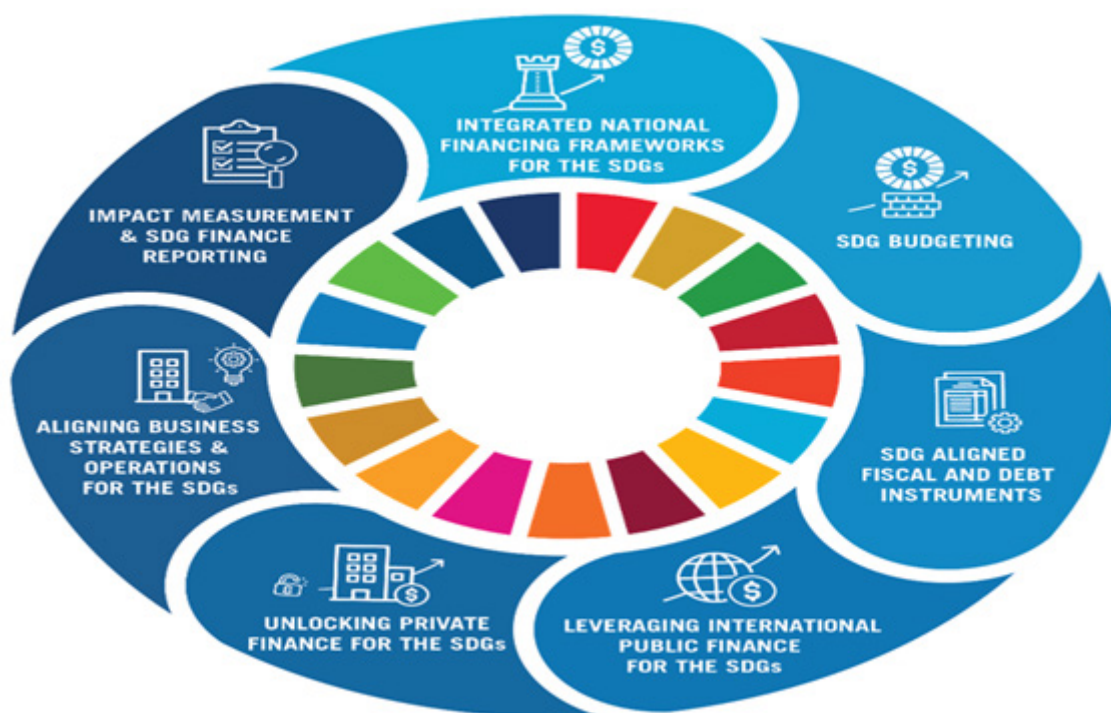 INTEGRATED NATIONAL
FINANCING FRAMEWORKS
FOR THE SDGs
SDG BUDGETING
SDG ALIGNED
FISCAL AND DEBT
INSTRUMENTS
LEVERAGING INTERNATIONAL
PUBLIC FINANCE
FOR THE SDGs
UNLOCKING PRIVATE
FINANCE FOR THE SDGs
ALIGNING BUSINESS
STRATEGIES &
OPERATIONS
FOR THE SDGs
IMPACT MEASUREMENT
& SDG FINANCE
REPORTING